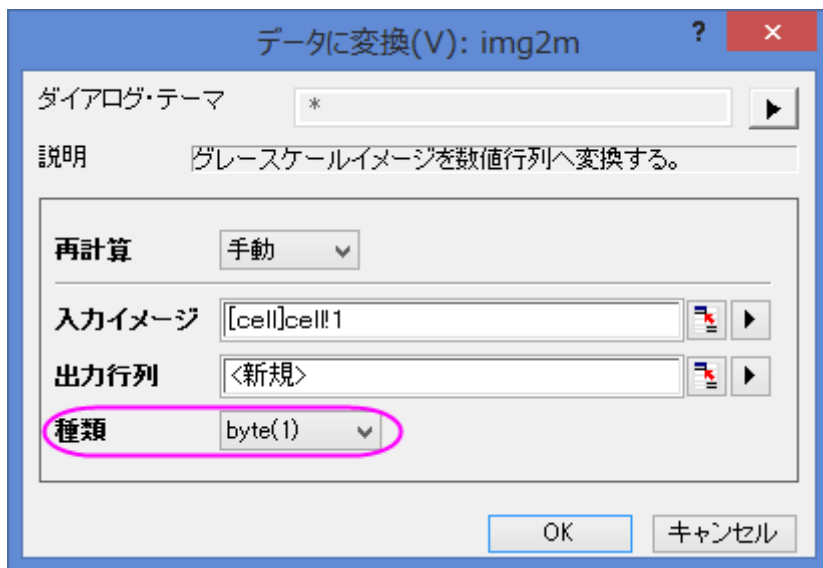 データに変換(V): img2m
?
×
ダイアログ・テーマ *
説明 グレースケールイメージを数値行列へ変換する。
再計算 手動
入力イメージ [cell]cell!1
出力行列 <新規>
種類 byte(1)
OK キャンセル